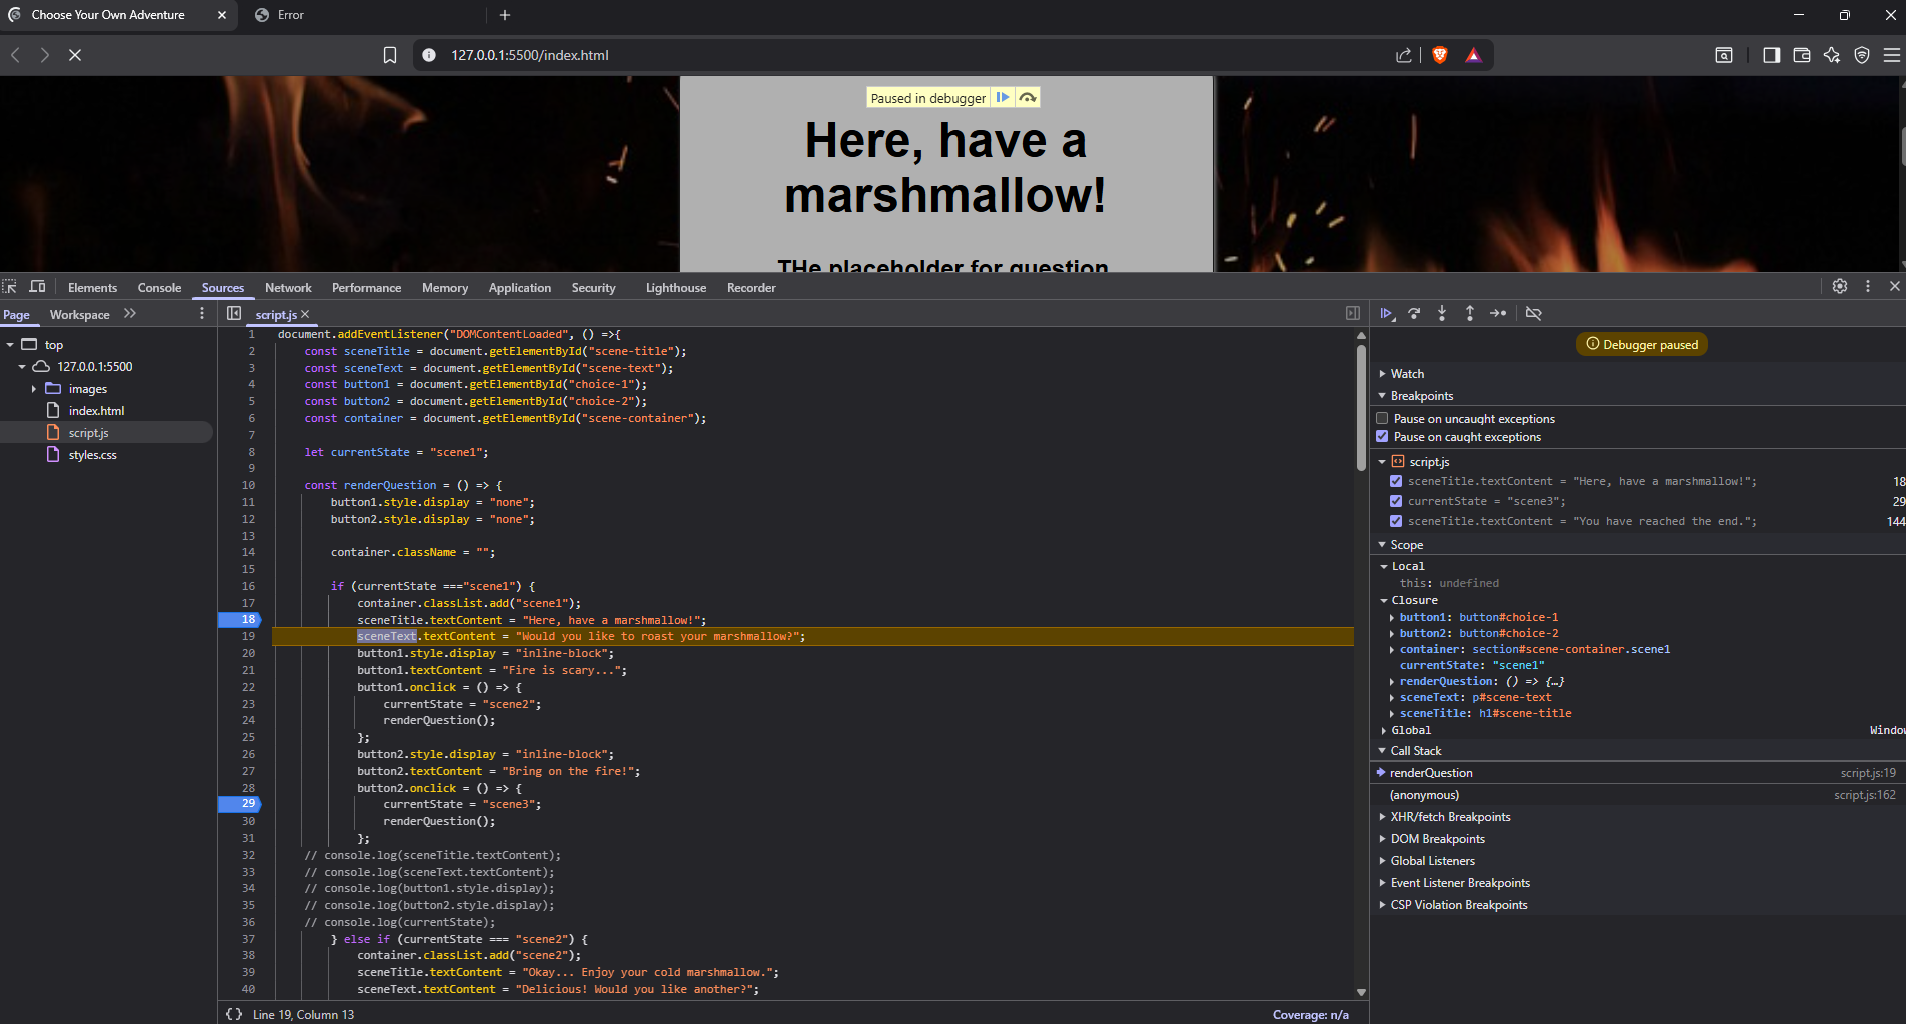 Choose Your Own Adventure
Error
127.0.0.1:5500/index.html
Paused in debugger
Here, have a
marshmallow!
THe placeholder for question
Elements Console Sources Network Performance Memory Application Security Lighthouse Recorder
Page Workspace
script.js
top
127.0.0.1:5500
images
index.html
script.js
styles.css
1 document.addEventListener("DOMContentLoaded", () =>{
2 const sceneTitle = document.getElementById("scene-title");
3 const sceneText = document.getElementById("scene-text");
4 const button1 = document.getElementById("choice-1");
5 const button2 = document.getElementById("choice-2");
6 const container = document.getElementById("scene-container");
7
8 let currentState = "scene1";
9
10 const renderQuestion = () => {
11 button1.style.display = "none";
12 button2.style.display = "none";
13
14 container.className = "";
15
16 if (currentState ==="scene1") {
17 container.classList.add("scene1");
18 sceneTitle.textContent = "Here, have a marshmallow!";
19 sceneText.textContent = "Would you like to roast your marshmallow?";
20 button1.style.display = "inline-block";
21 button1.textContent = "Fire is scary...";
22 button1.onclick = () => {
23 currentState = "scene2";
24 renderQuestion();
25 };
26 button2.style.display = "inline-block";
27 button2.textContent = "Bring on the fire!";
28 button2.onclick = () => {
29 currentState = "scene3";
30 renderQuestion();
31 };
32 // console.log(sceneTitle.textContent);
33 // console.log(sceneText.textContent);
34 // console.log(button1.style.display);
35 // console.log(button2.style.display);
36 // console.log(currentState);
37 } else if (currentState === "scene2") {
38 container.classList.add("scene2");
39 sceneTitle.textContent = "Okay... Enjoy your cold marshmallow.";
40 sceneText.textContent = "Delicious! Would you like another?";
{} Line 19, Column 13
Coverage: n/a
Debugger paused
Watch
Breakpoints
Pause on uncaught exceptions
Pause on caught exceptions
script.js
sceneTitle.textContent = "Here, have a marshmallow!"; 18
currentState = "scene3"; 29
sceneTitle.textContent = "You have reached the end."; 144
Scope
Local
this: undefined
Closure
button1: button#choice-1
button2: button#choice-2
container: section#scene-container.scene1
currentState: "scene1"
renderQuestion: () => {…}
sceneText: p#scene-text
sceneTitle: h1#scene-title
Global Window
Call Stack
renderQuestion script.js:19
(anonymous) script.js:162
XHR/fetch Breakpoints
DOM Breakpoints
Global Listeners
Event Listener Breakpoints
CSP Violation Breakpoints